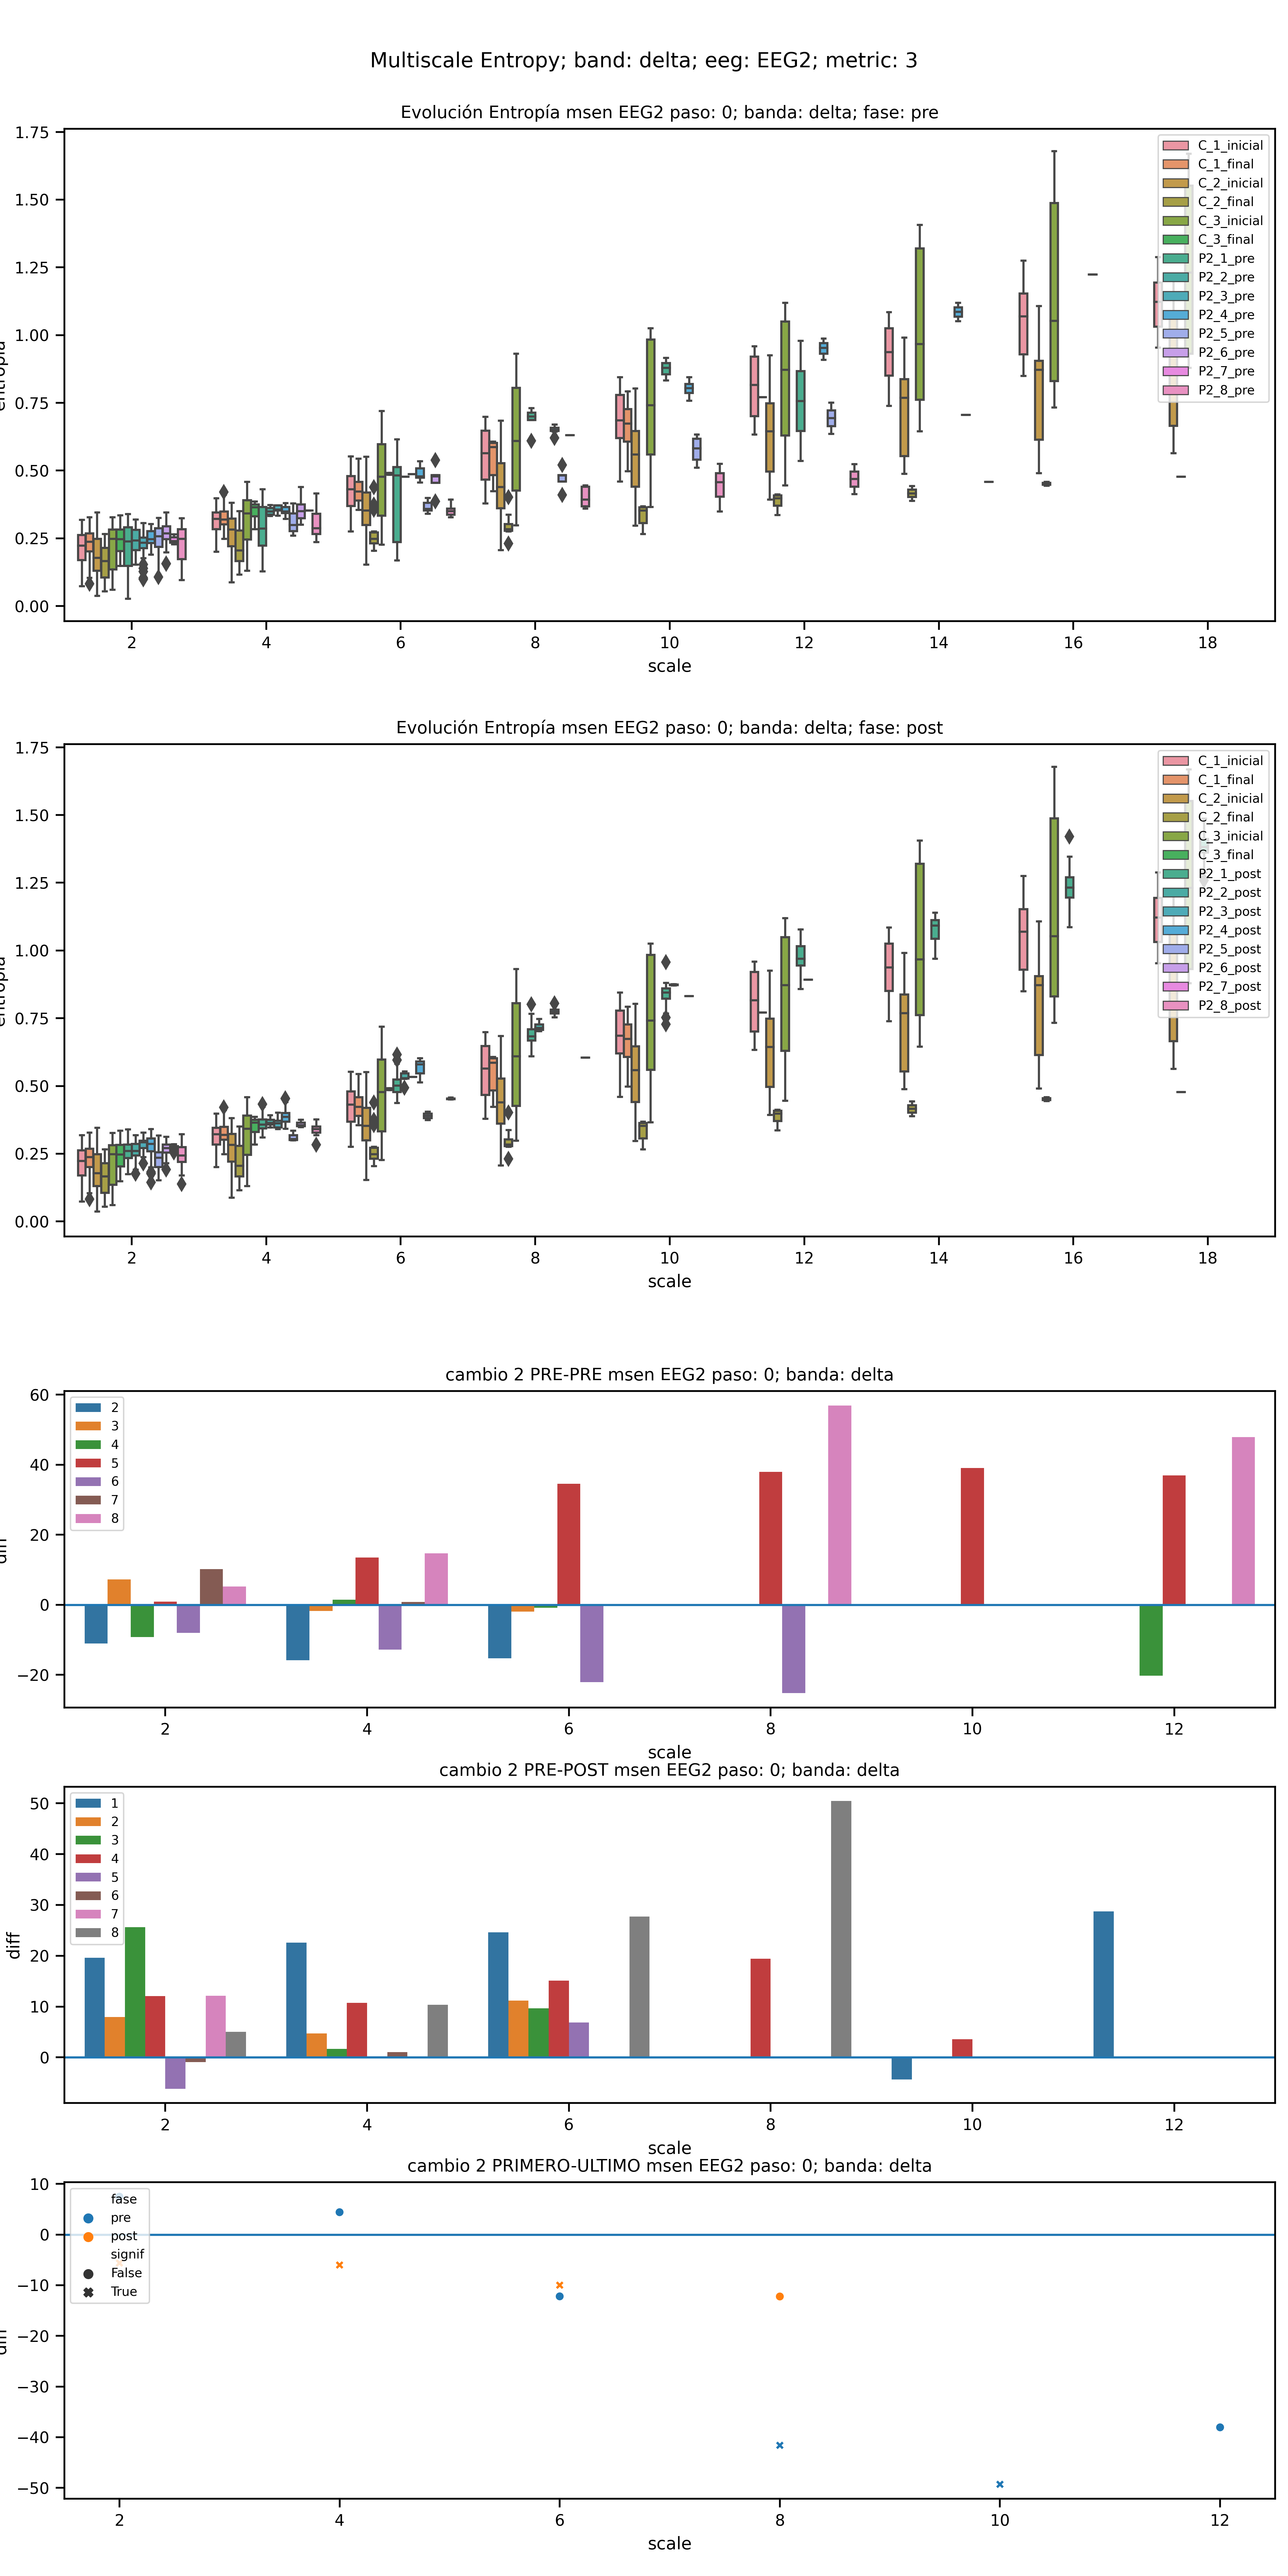 Multiscale Entropy; band: delta; eeg: EEG2; metric: 3
Evolución Entropía msen EEG2 paso: 0; banda: delta; fase: pre
1.75
1.50
1.25
1.00
0.75
0.50
0.25
0.00
C_1_inicial
C_1_final
C_2_inicial
C_2_final
C_3_inicial
C_3_final
P2_1_pre
P2_2_pre
P2_3_pre
P2_4_pre
P2_5_pre
P2_6_pre
P2_7_pre
P2_8_pre
2 4 6 8 10 12 14 16 18
scale
Evolución Entropía msen EEG2 paso: 0; banda: delta; fase: post
1.75
1.50
1.25
1.00
0.75
0.50
0.25
0.00
C_1_inicial
C_1_final
C_2_inicial
C_2_final
C_3_inicial
C_3_final
P2_1_post
P2_2_post
P2_3_post
P2_4_post
P2_5_post
P2_6_post
P2_7_post
P2_8_post
2 4 6 8 10 12 14 16 18
scale
cambio 2 PRE-PRE msen EEG2 paso: 0; banda: delta
60
40
20
0
−20
2
3
4
5
6
7
8
2 4 6 8 10 12
scale
cambio 2 PRE-POST msen EEG2 paso: 0; banda: delta
diff
50
40
30
20
10
0
1
2
3
4
5
6
7
8
2 4 6 8 10 12
scale
cambio 2 PRIMERO-ULTIMO msen EEG2 paso: 0; banda: delta
10
0
−10
−20
−30
−40
−50
fase
pre
post
signif
False
True
2 4 6 8 10 12
scale